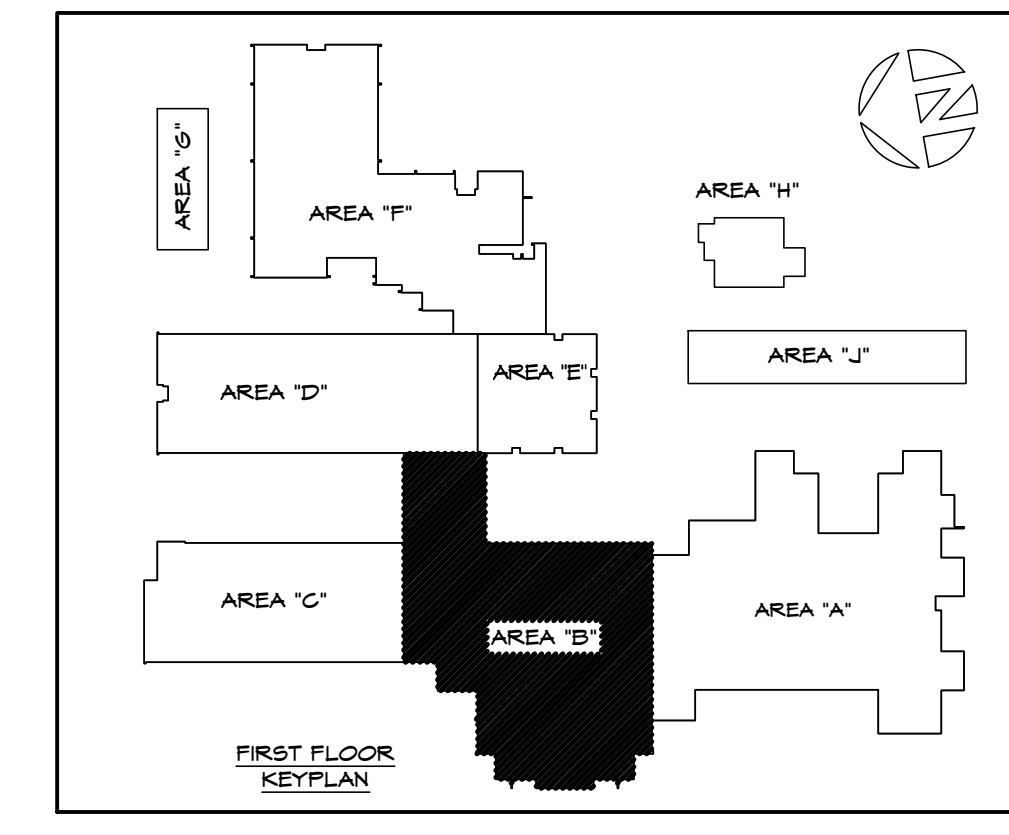 AREA "G"
AREA "F"
AREA "H"
AREA "J"
AREA "D"
AREA "E"
AREA "C"
AREA "B"
AREA "A"
FIRST FLOOR
KEYPLAN
N